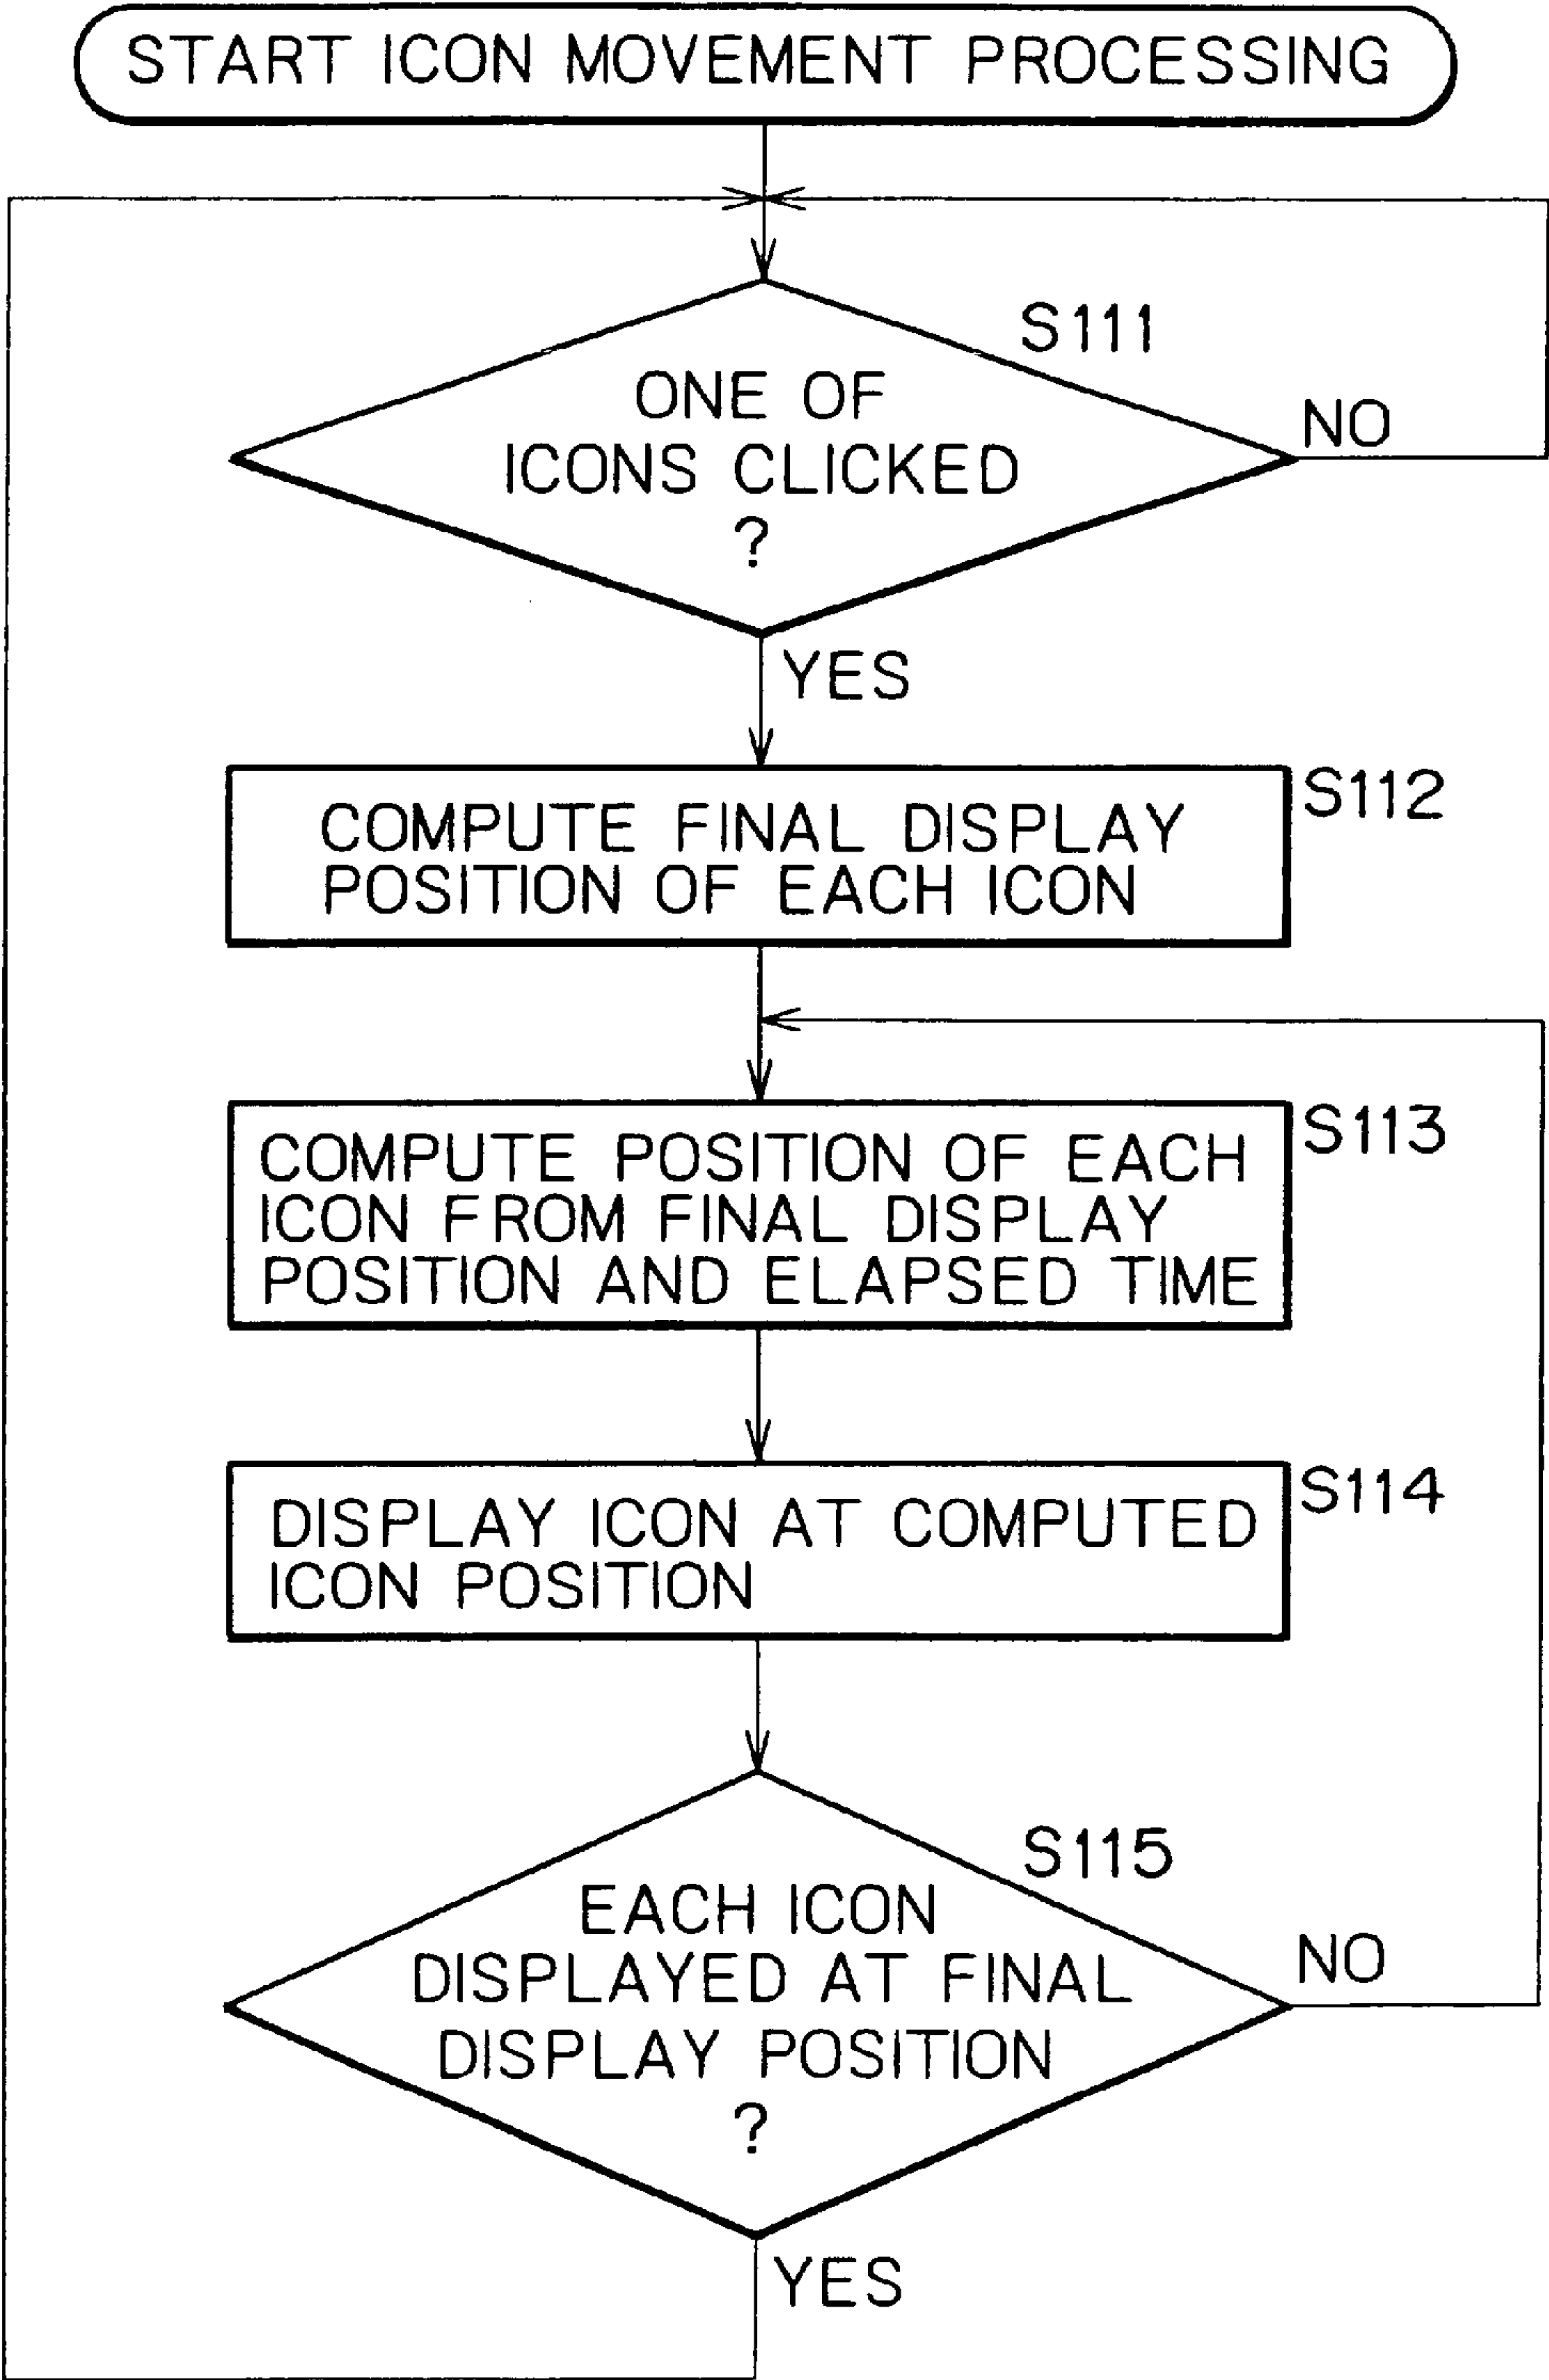 START ICON MOVEMENT PROCESSING
S111
ONE OF
ICONS CLICKED
?
NO
YES
S112
COMPUTE FINAL DISPLAY
POSITION OF EACH ICON
S113
COMPUTE POSITION OF EACH
ICON FROM FINAL DISPLAY
POSITION AND ELAPSED TIME
S114
DISPLAY ICON AT COMPUTED
ICON POSITION
S115
EACH ICON
DISPLAYED AT FINAL
DISPLAY POSITION
?
NO
YES